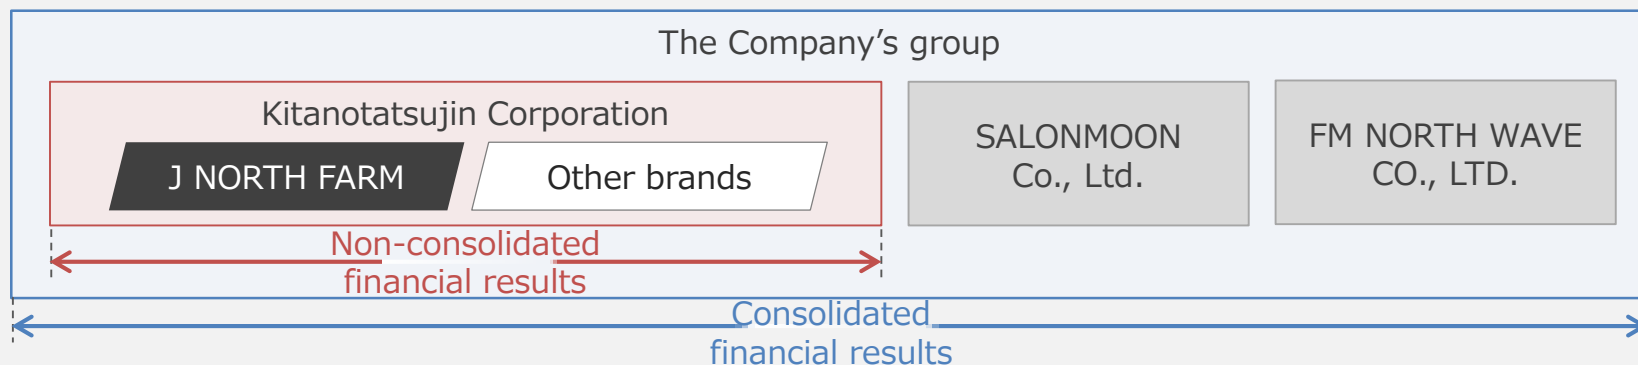 The Company’s group
Kitanotatsujin Corporation
J NORTH FARM
Other brands
SALONMOON
Co., Ltd.
FM NORTH WAVE
CO., LTD.
Non-consolidated
financial results
Consolidated
financial results